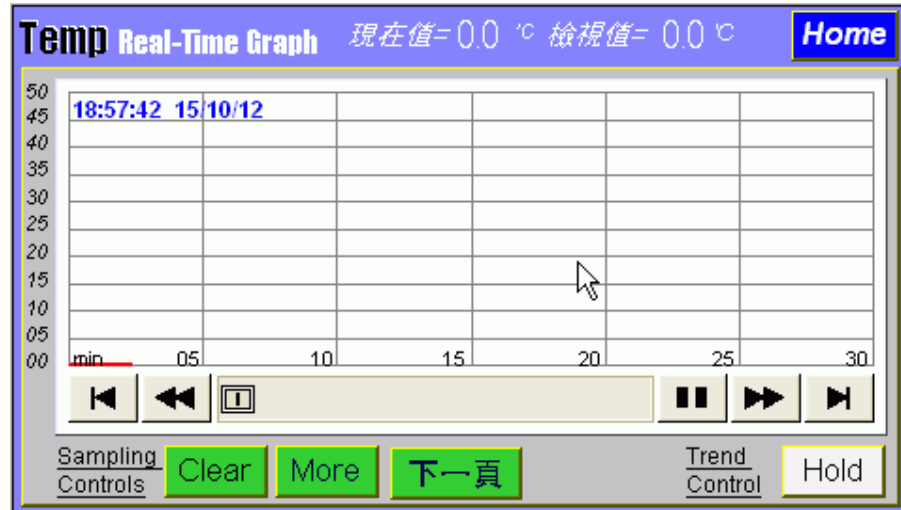 Temp Real-Time Graph 現在值= 0.0 ℃ 檢視值= 0.0 ℃ Home
50
45 18:57:42 15/10/12
40
35
30
25
20
15
10
05
00 min 05 10 15 20 25 30
Sampling Controls Clear More 下一頁 Trend Control Hold